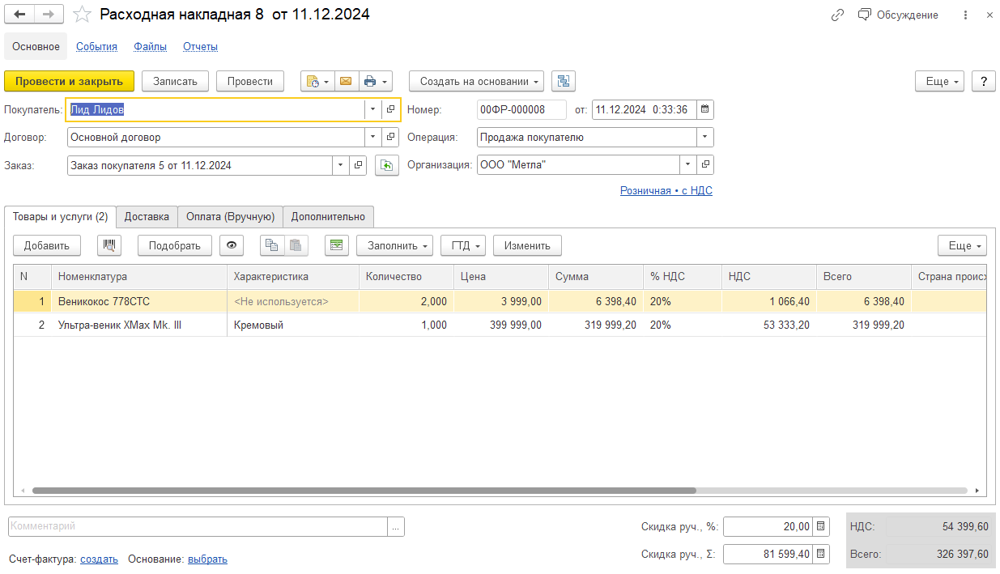 Расходная накладная 8 от 11.12.2024 Обсуждение
Основное События Файлы Отчеты
Провести и закрыть Записать Провести Создать на основании Еще ?
Покупатель: Лид Лидов Номер: 00ФР-000008 от: 11.12.2024 0:33:36
Договор: Основной договор Операция: Продажа покупателю
Заказ: Заказ покупателя 5 от 11.12.2024 Организация: ООО "Метла"
Розничная • с НДС
Товары и услуги (2) Доставка Оплата (Вручную) Дополнительно
Добавить Подобрать Заполнить ГТД Изменить Еще
N Номенклатура Характеристика Количество Цена Сумма % НДС НДС Всего Страна проис
1 Веникокос 778СТС <Не используется> 2,000 3 999,00 6 398,40 20% 1 066,40 6 398,40
2 Ультра-веник XMax Mk. III Кремовый 1,000 399 999,00 319 999,20 20% 53 333,20 319 999,20
Комментарий ... Скидка руч., %: 20,00 НДС: 54 399,60
Скидка руч., Σ: 81 599,40 Всего: 326 397,60
Счет-фактура: создать Основание: выбрать